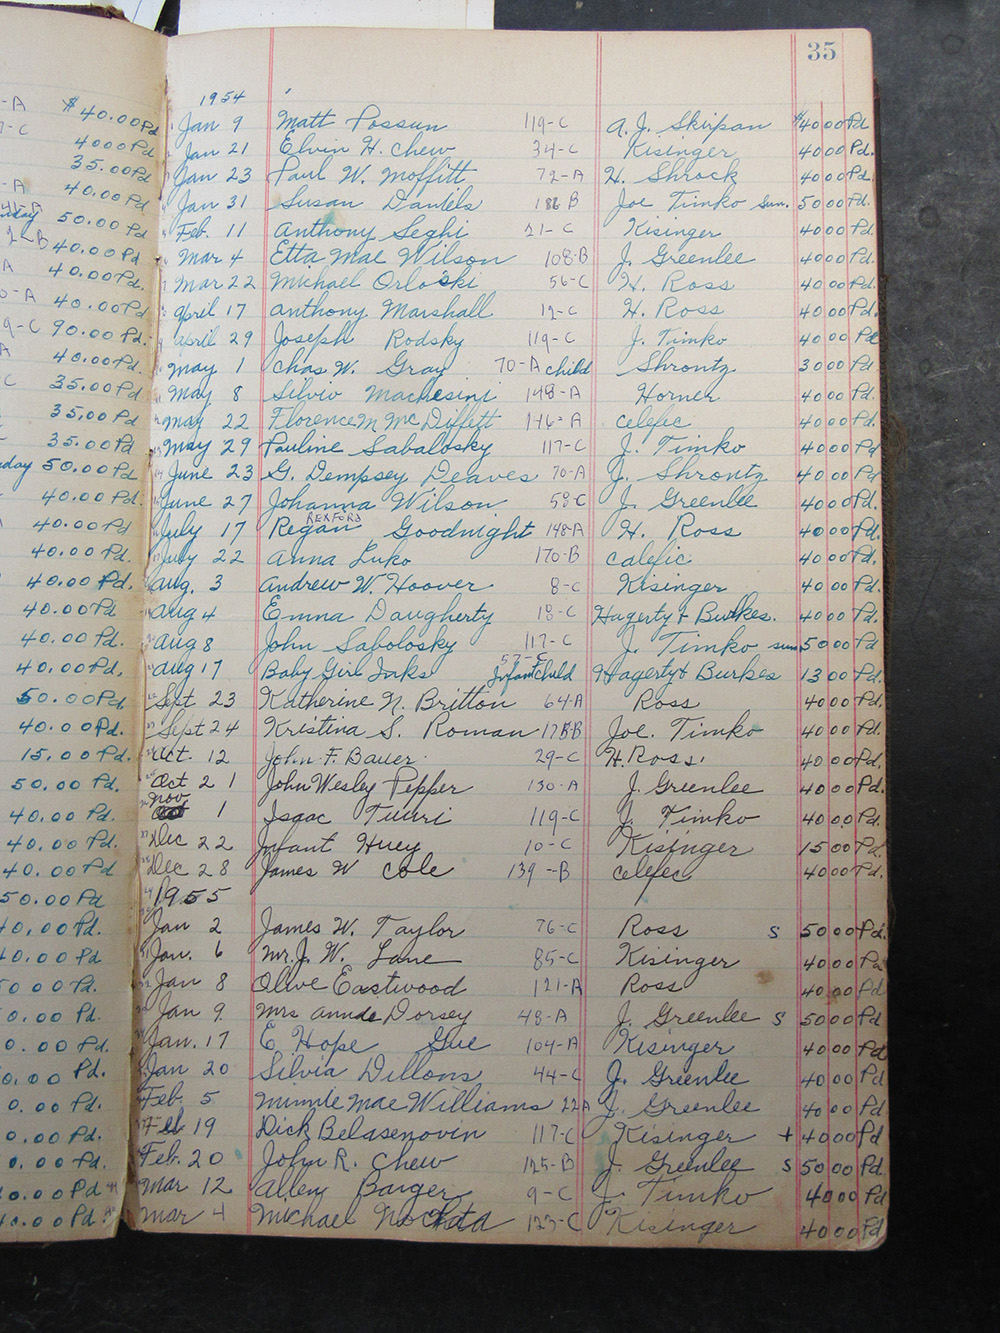 35
1954
Jan 9 Matt Possun 119-C A. J. Skirpan $40 00 Pd
Jan 21 Elvin H. Chew 34-C Kisinger 40 00 Pd.
Jan 23 Paul W. Moffitt 72-A H. Shrock 40 00 Pd.
Jan 31 Susan Daniels B Joe Timko Sun. 50 00 Pd.
Feb. 11 Anthony Seghi 21-C Kisinger 40 00 Pd.
Mar 4 Etta Mae Wilson 108-B J. Greenlee 40 00 Pd.
Mar 22 Michael Orloski 56-C H. Ross 40 00 Pd.
April 17 Anthony Marshall 19-C H. Ross 40 00 Pd.
April 29 Joseph Rodsky 119-C J. Timko 40 00 Pd
May 1 Chas W. Gray 70-A Child Shrontz 30 00 Pd
May 8 Silvio Machesini 148-A Horner 40 00 Pd.
May 22 Florence M McDiffitt 146-A Celefic 40 00 Pd
May 29 Pauline Sabolosky 117-C J. Timko 40 00 Pd
June 23 G. Dempsey Deaves 70-A J. Shrontz 40 00 Pd
June 27 Johanna Wilson 58-C J. Greenlee 40 00 Pd.
REXFORD
July 17 Regan Goodnight 148-A H. Ross 40 00 Pd.
July 22 Anna Luko 170-B Calefic 40 00 Pd.
Aug. 3 Andrew W. Hoover 8-C Kisinger 40 00 Pd.
Aug 4 Emma Daugherty 18-C Hagerty & Burkes. 40 00 Pd.
Aug 8 John Sabolosky 117-C J. Timko sun 50 00 Pd
57-C
Aug 17 Baby Girl Inks Infant Child Hagerty & Burkes 13 00 Pd.
Sept 23 Katherine N. Britton 64-A Ross 40 00 Pd.
Sept 24 Kristina S. Roman Joe. Timko 40 00 Pd.
Oct. 12 John F. Bauer. 29-C H. Ross. 40 00 Pd.
Oct 21 John Wesley Pepper 130-A J. Greenlee 40 00 Pd.
Nov
1 Isaac Tuuri 119-C J. Timko 40 00 Pd.
Dec 22 Infant Huey 10-C Kisinger 15 00 Pd.
Dec 28 James W Cole 139-B Celefic 40 00 Pd.
1955
Jan 2 James W. Taylor 76-C Ross S 50 00 Pd.
Jan. 6 Mr. J. W. Lane 85-C Kisinger 40 00 Pd
Jan 8 Olive Eastwood 121-A Ross 40 00 Pd
Jan 9. Mrs Dorsey 48-A J. Greenlee S 50 00 Pd
Jan. 17 E. Hope Gue 104-A Kisinger 40 00 Pd
Jan 20 Silvia Dillons 44-C J. Greenlee 40 00 Pd
Feb. 5 Minnie Mae Williams 22A J. Greenlee 40 00 Pd
Feb 19 Dick Belasenovin 117-C Kisinger + 40 00 Pd
Feb. 20 John R. Chew 125-B J. Greenlee S 50 00 Pd.
Mar 12 Allen Barger 9-C J. Timko 40 00 Pd
Mar 4 Michael 123-C Kisinger 40 00 Pd